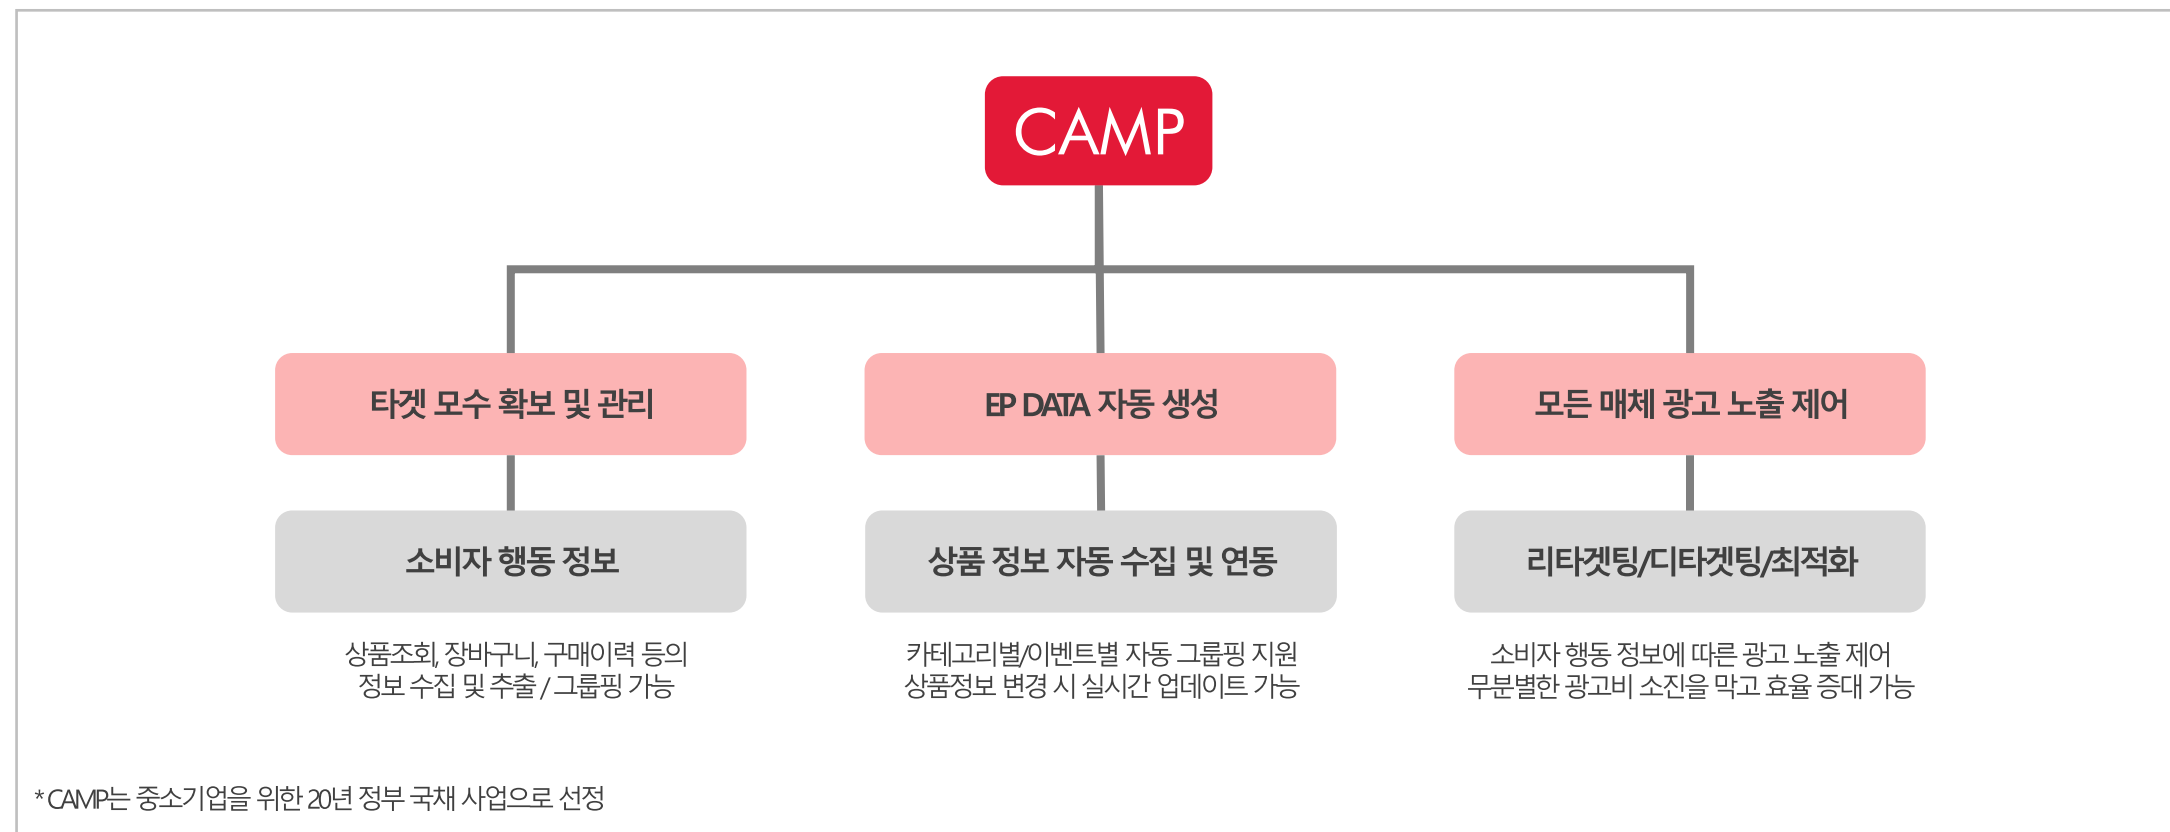 CAMP
타겟 모수 확보 및 관리
EP DATA 자동 생성
모든 매체 광고 노출 제어
소비자 행동 정보
상품 정보 자동 수집 및 연동
리타겟팅/디타겟팅/최적화
상품조회, 장바구니, 구매이력 등의
정보 수집 및 추출 / 그룹핑 가능
카테고리별/이벤트별 자동 그룹핑 지원
상품정보 변경 시 실시간 업데이트 가능
소비자 행동 정보에 따른 광고 노출 제어
무분별한 광고비 소진을 막고 효율 증대 가능
* CAMP는 중소기업을 위한 20년 정부 국채 사업으로 선정